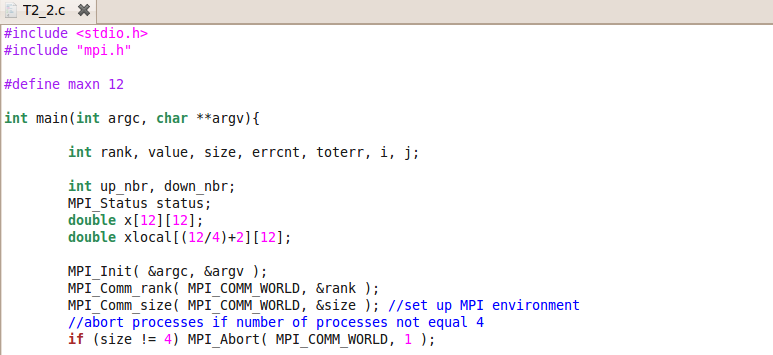 T2_2.c
#include <stdio.h>
#include "mpi.h"
#define maxn 12
int main(int argc, char **argv){
int rank, value, size, errcnt, toterr, i, j;
int up_nbr, down_nbr;
MPI_Status status;
double x[12][12];
double xlocal[(12/4)+2][12];
MPI_Init( &argc, &argv );
MPI_Comm_rank( MPI_COMM_WORLD, &rank );
MPI_Comm_size( MPI_COMM_WORLD, &size ); //set up MPI environment
//abort processes if number of processes not equal 4
if (size != 4) MPI_Abort( MPI_COMM_WORLD, 1 );